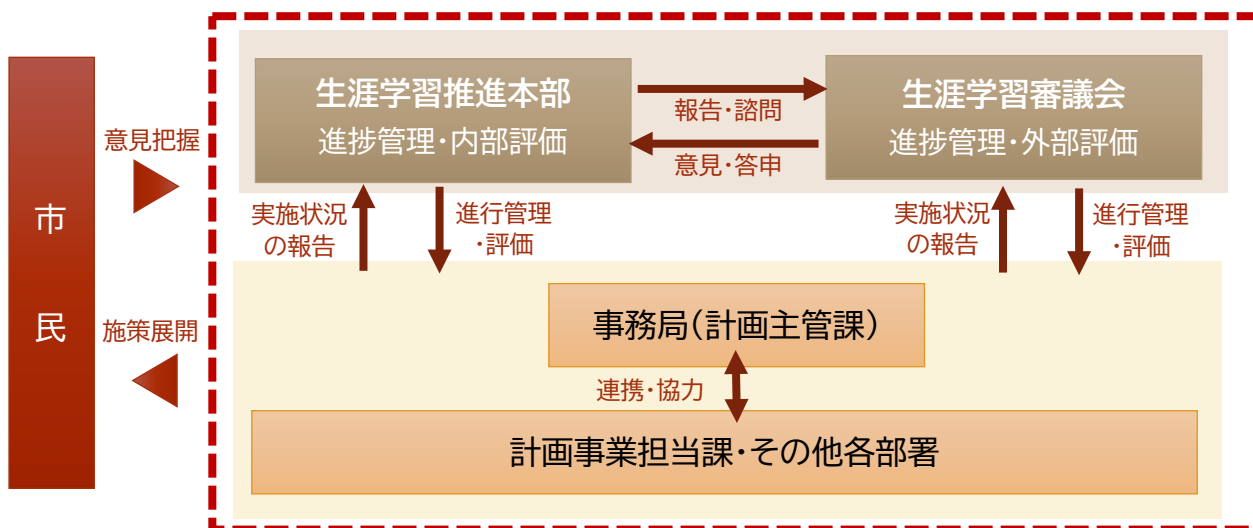 市
民
意見把握
施策展開
生涯学習推進本部
進捗管理・内部評価
報告・諮問
意見・答申
生涯学習審議会
進捗管理・外部評価
実施状況
の報告
進行管理
・評価
実施状況
の報告
進行管理
・評価
事務局(計画主管課)
連携・協力
計画事業担当課・その他各部署